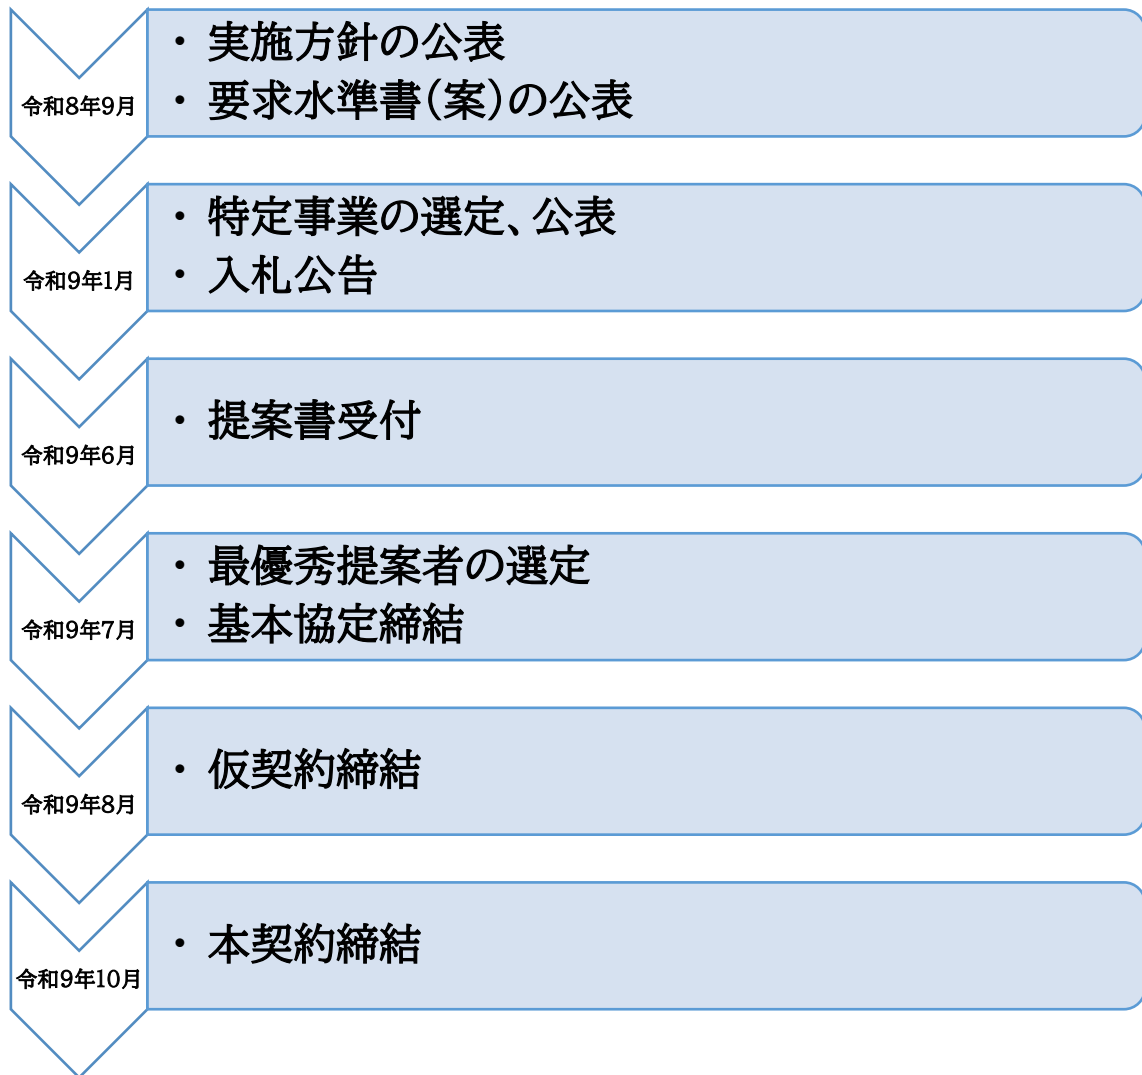 令和8年9月
・実施方針の公表
・要求水準書(案)の公表
令和9年1月
・特定事業の選定、公表
・入札公告
令和9年6月
・提案書受付
令和9年7月
・最優秀提案者の選定
・基本協定締結
令和9年8月
・仮契約締結
令和9年10月
・本契約締結